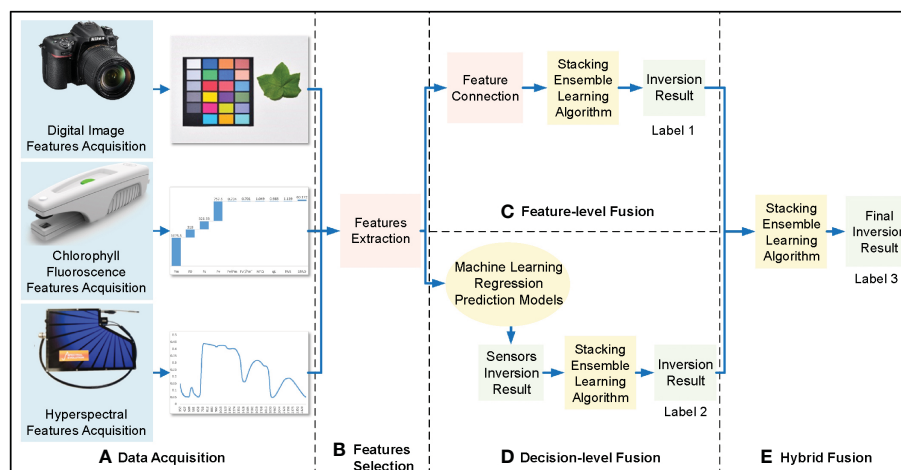 Nikon
Digital Image
Features Acquisition
Chlorophyll
Fluoroscence
Features Acquisition
Hyperspectral
Features Acquisition
A Data Acquisition
Features
Extraction
B Features
Selection
Feature
Connection
Stacking
Ensemble
Learning
Algorithm
Inversion
Result
Label 1
C Feature-level Fusion
Machine Learning
Regression
Prediction Models
Sensors
Inversion
Result
Stacking
Ensemble
Learning
Algorithm
Inversion
Result
Label 2
D Decision-level Fusion
Stacking
Ensemble
Learning
Algorithm
Final
Inversion
Result
Label 3
E Hybrid Fusion